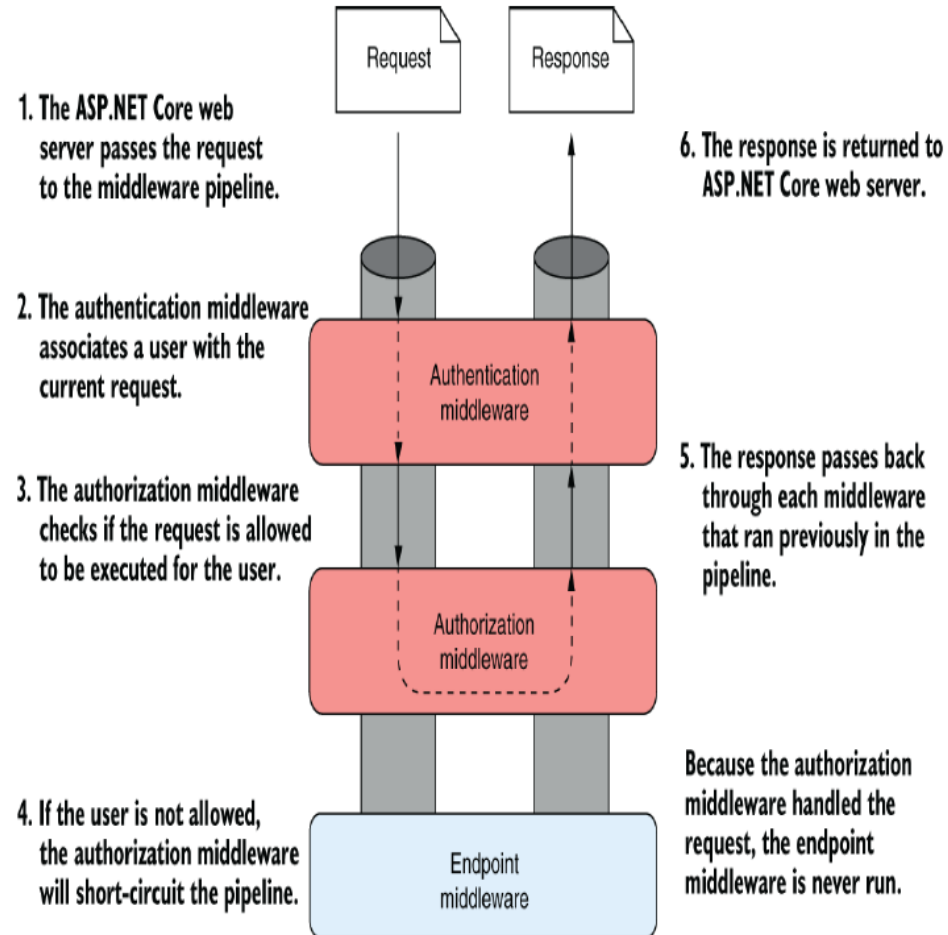 Request
Response
1. The ASP.NET Core web
server passes the request
to the middleware pipeline.
6. The response is returned to
ASP.NET Core web server.
2. The authentication middleware
associates a user with the
current request.
Authentication
middleware
3. The authorization middleware
checks if the request is allowed
to be executed for the user.
5. The response passes back
through each middleware
that ran previously in the
pipeline.
Authorization
middleware
4. If the user is not allowed,
the authorization middleware
will short-circuit the pipeline.
Because the authorization
middleware handled the
request, the endpoint
middleware is never run.
Endpoint
middleware